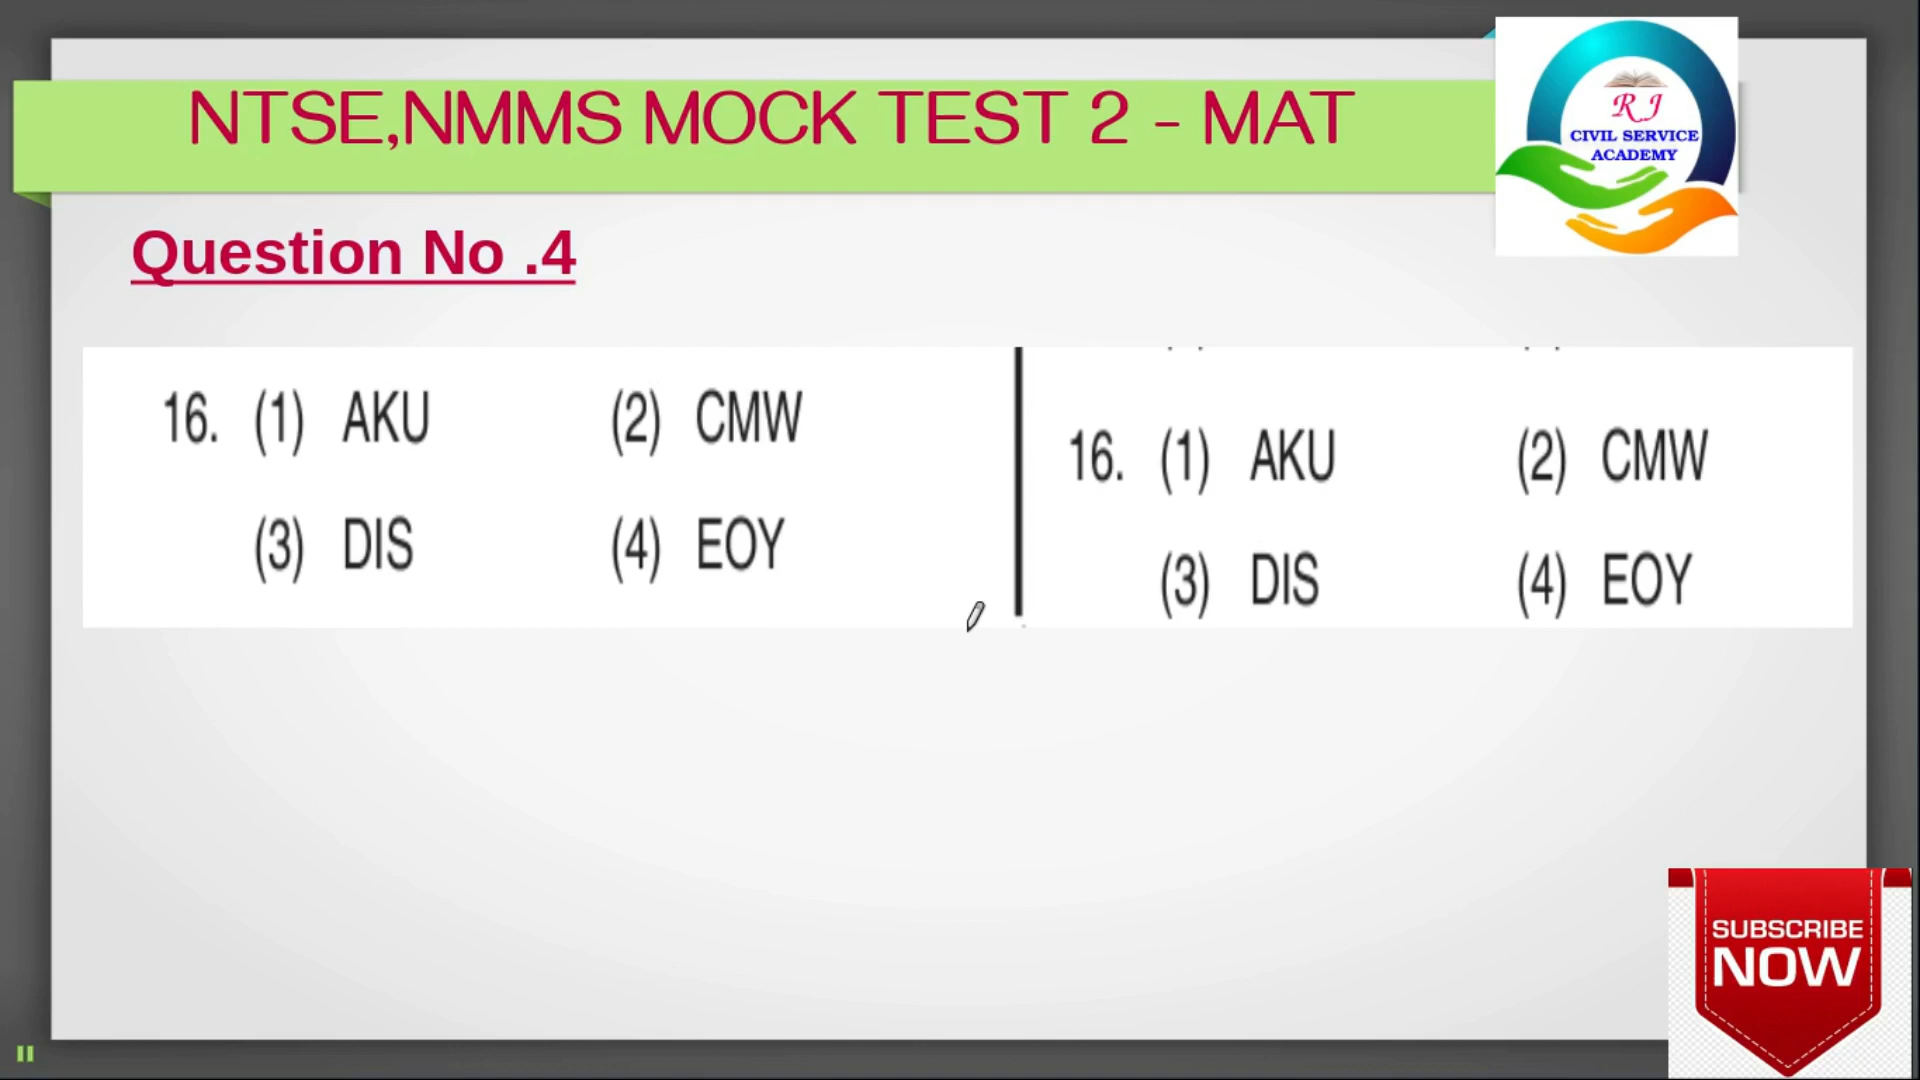 NTSE,NMMS MOCK TEST 2 - MAT
RJ
CIVIL SERVICE
ACADEMY
Question No .4
16. (1) AKU (2) CMW
(3) DIS (4) EOY
16. (1) AKU (2) CMW
(3) DIS (4) EOY
SUBSCRIBE
NOW